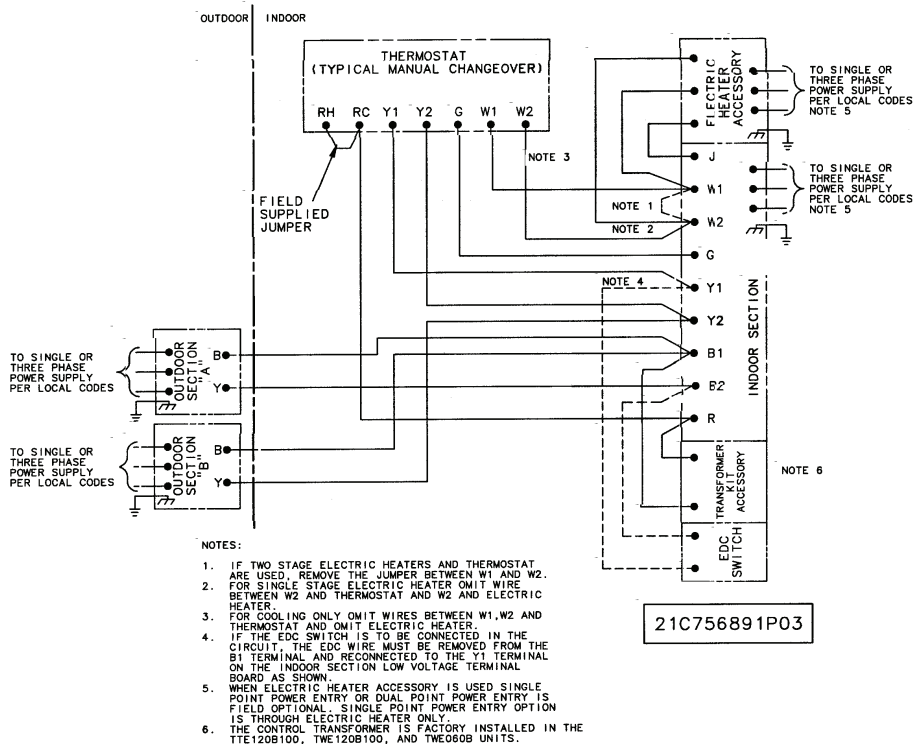 OUTDOOR INDOOR
THERMOSTAT
(TYPICAL MANUAL CHANGEOVER)
RH RC Y1 Y2 G W1 W2
NOTE 3
FIELD
SUPPLIED
JUMPER
ELECTRIC
HEATER
ACCESSORY
TO SINGLE OR
THREE PHASE
POWER SUPPLY
PER LOCAL CODES
NOTE 5
J
W1
NOTE 1
W2
NOTE 2
TO SINGLE OR
THREE PHASE
POWER SUPPLY
PER LOCAL CODES
NOTE 5
G
NOTE 4
Y1
Y2
B1
B2
R
INDOOR SECTION
TO SINGLE OR
THREE PHASE
POWER SUPPLY
PER LOCAL CODES
OUTDOOR
SECTION
"A"
B
Y
TO SINGLE OR
THREE PHASE
POWER SUPPLY
PER LOCAL CODES
OUTDOOR
SECTION
"B"
B
Y
TRANSFORMER
KIT
ACCESSORY
NOTE 6
EDC
SWITCH
NOTES:
1. IF TWO STAGE ELECTRIC HEATERS AND THERMOSTAT
ARE USED, REMOVE THE JUMPER BETWEEN W1 AND W2.
2. FOR SINGLE STAGE ELECTRIC HEATER OMIT WIRE
BETWEEN W2 AND THERMOSTAT AND W2 AND ELECTRIC
HEATER.
3. FOR COOLING ONLY OMIT WIRES BETWEEN W1,W2 AND
THERMOSTAT AND OMIT ELECTRIC HEATER.
4. IF THE EDC SWITCH IS TO BE CONNECTED IN THE
CIRCUIT, THE EDC WIRE MUST BE REMOVED FROM THE
B1 TERMINAL AND RECONNECTED TO THE Y1 TERMINAL
ON THE INDOOR SECTION LOW VOLTAGE TERMINAL
BOARD AS SHOWN.
5. WHEN ELECTRIC HEATER ACCESSORY IS USED SINGLE
POINT POWER ENTRY OR DUAL POINT POWER ENTRY IS
FIELD OPTIONAL. SINGLE POINT POWER ENTRY OPTION
IS THROUGH ELECTRIC HEATER ONLY.
6. THE CONTROL TRANSFORMER IS FACTORY INSTALLED IN THE
TTE120B100, TWE120B100, AND TWE060B UNITS.
21C756891P03